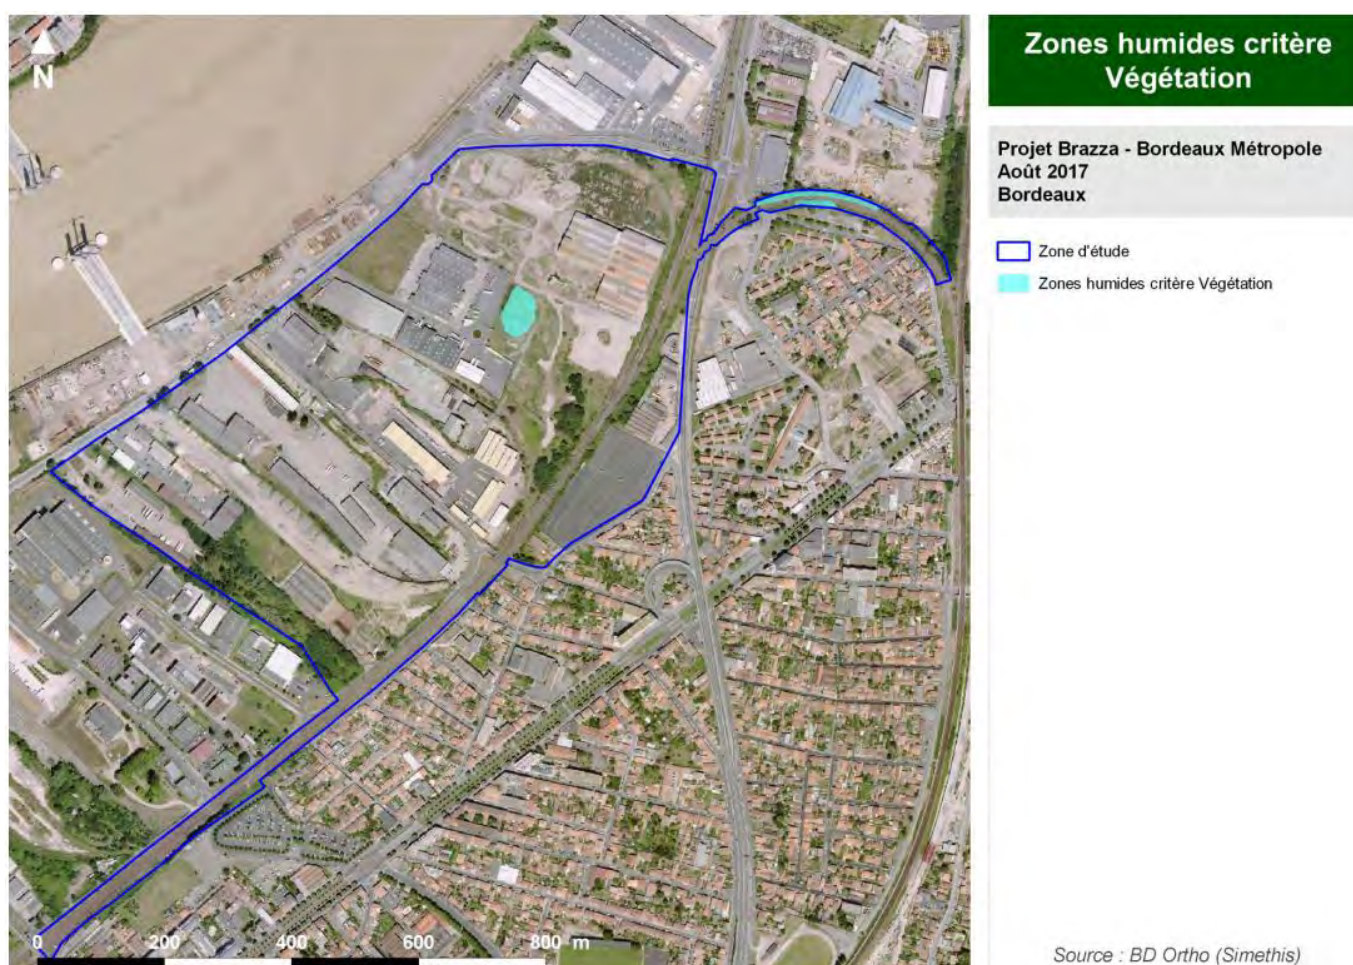 N
Zones humides critère
Végétation
Projet Brazza - Bordeaux Métropole
Août 2017
Bordeaux
Zone d'étude
Zones humides critère Végétation
0 200 400 600 800 m
Source : BD Ortho (Simethis)